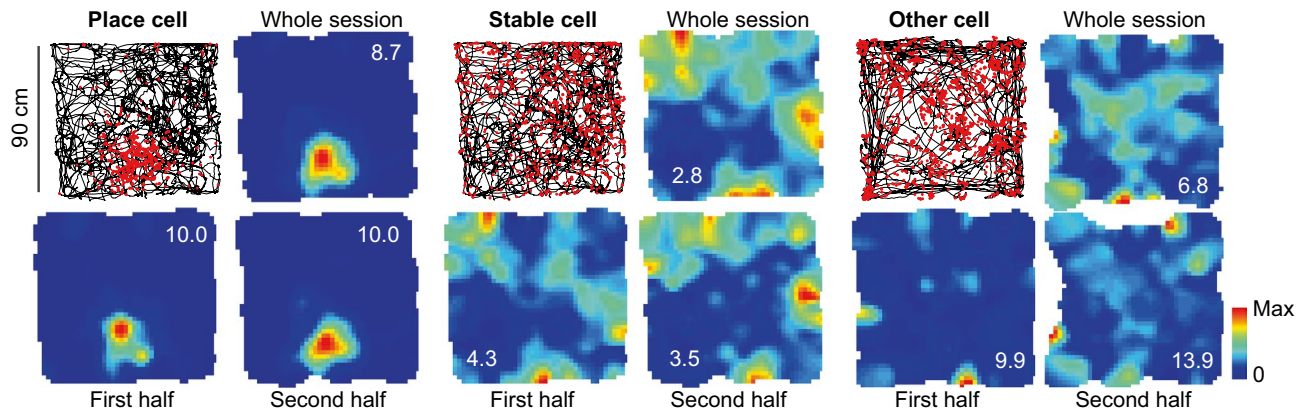 Place cell Whole session Stable cell Whole session Other cell Whole session
90 cm
8.7
2.8
6.8
10.0
10.0
4.3
3.5
9.9
13.9
Max
0
First half Second half First half Second half First half Second half